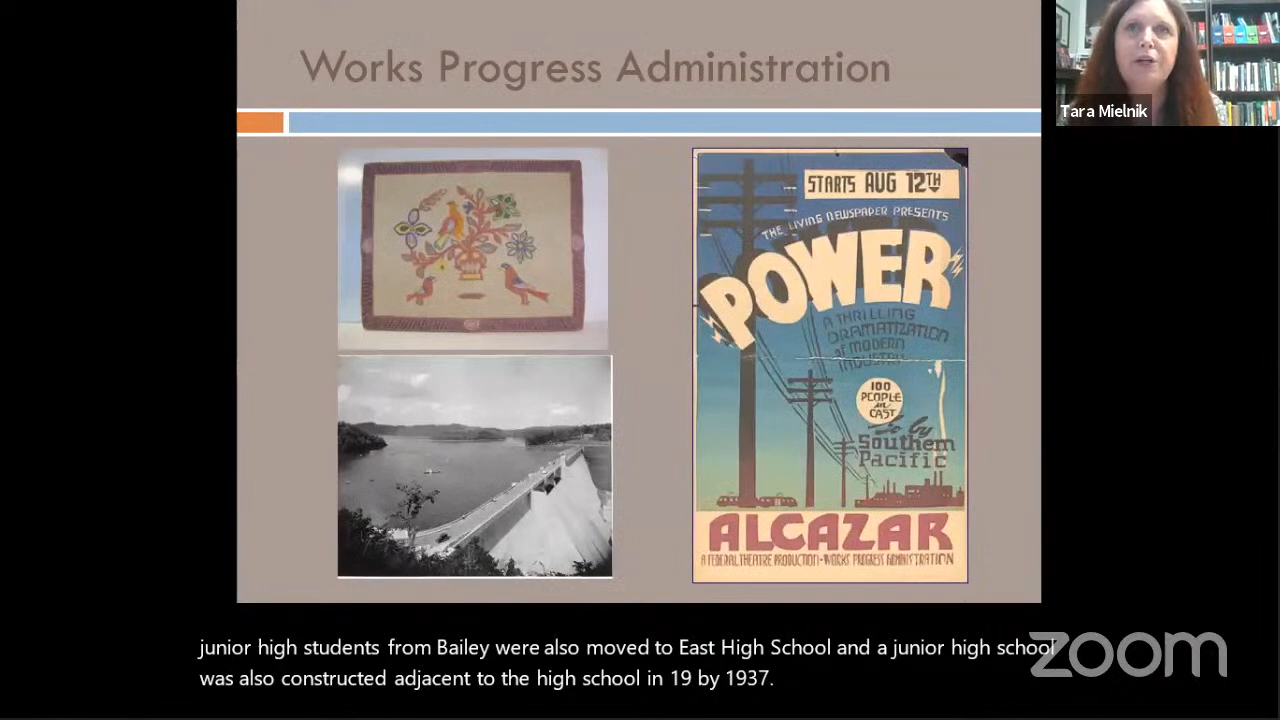 Works Progress Administration
Tara Mielnik
STARTS AUG 12TH
THE LIVING NEWSPAPER PRESENTS
POWER
A THRILLING
DRAMATIZATION
of MODERN
INDUSTRY
100
PEOPLE
in
CAST
Go by
Southern
Pacific
ALCAZAR
A FEDERAL THEATRE PRODUCTION-WORKS PROGRESS ADMINISTRATION
junior high students from Bailey were also moved to East High School and a junior high school
was also constructed adjacent to the high school in 19 by 1937.
zoom